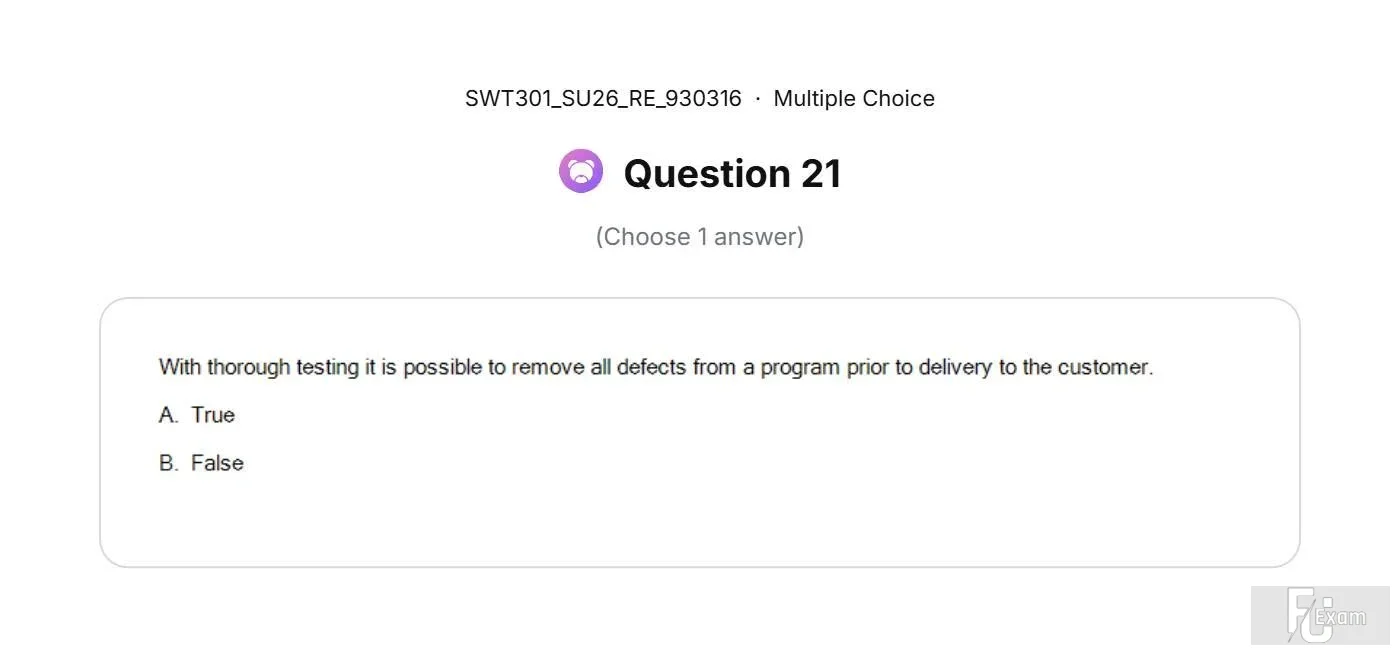 SWT301_SU26_RE_930316 · Multiple Choice
Question 21
(Choose 1 answer)
With thorough testing it is possible to remove all defects from a program prior to delivery to the customer.
A. True
B. False
FU Exam